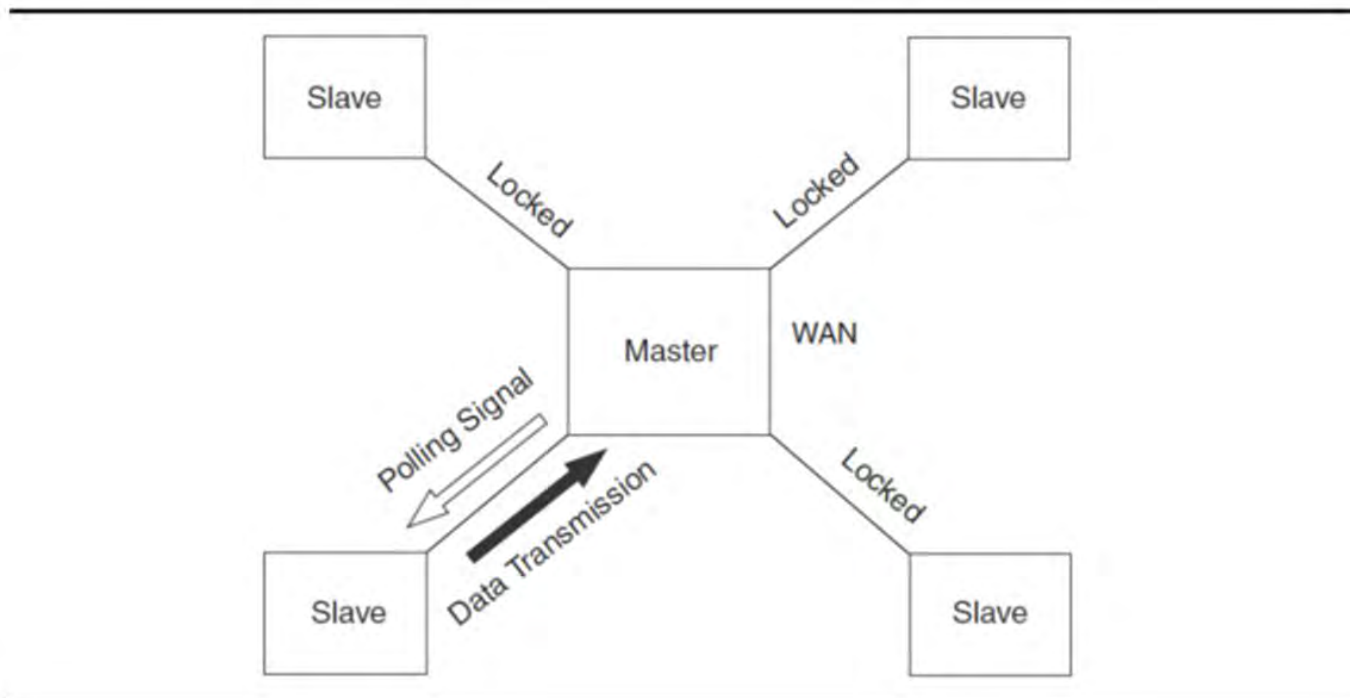 Slave
Slave
Locked
Locked
Master
WAN
Polling Signal
Locked
Data Transmission
Slave
Slave